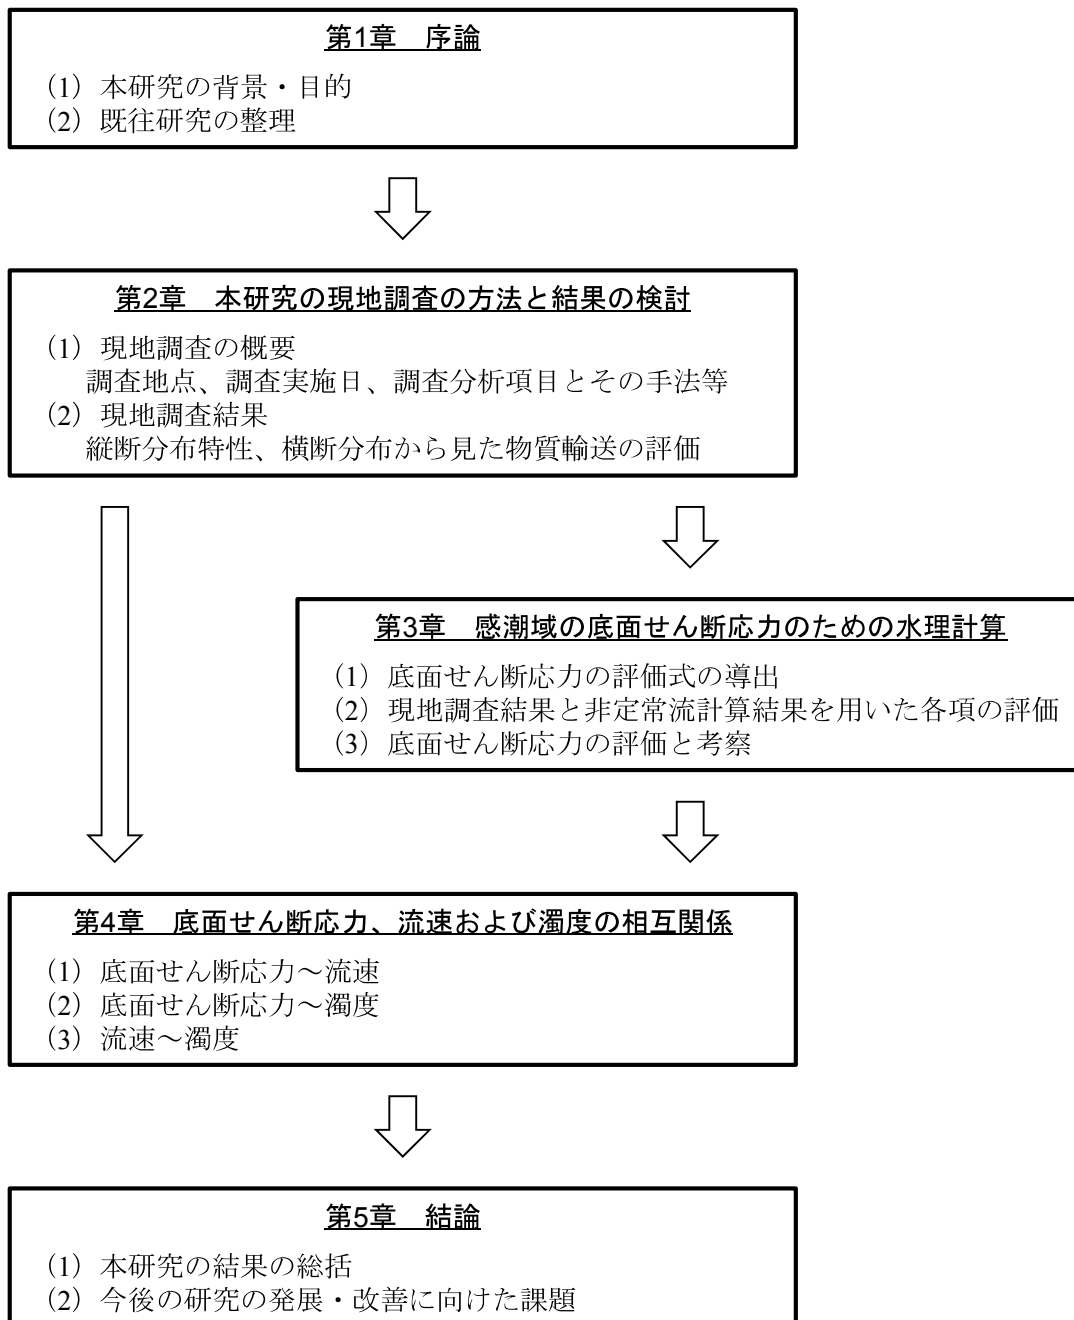 第1章　序論
（1）本研究の背景・目的
（2）既往研究の整理
第2章　本研究の現地調査の方法と結果の検討
（1）現地調査の概要
調査地点、調査実施日、調査分析項目とその手法等
（2）現地調査結果
縦断分布特性、横断分布から見た物質輸送の評価
第3章　感潮域の底面せん断応力のための水理計算
（1）底面せん断応力の評価式の導出
（2）現地調査結果と非定常流計算結果を用いた各項の評価
（3）底面せん断応力の評価と考察
第4章　底面せん断応力、流速および濁度の相互関係
（1）底面せん断応力～流速
（2）底面せん断応力～濁度
（3）流速～濁度
第5章　結論
（1）本研究の結果の総括
（2）今後の研究の発展・改善に向けた課題